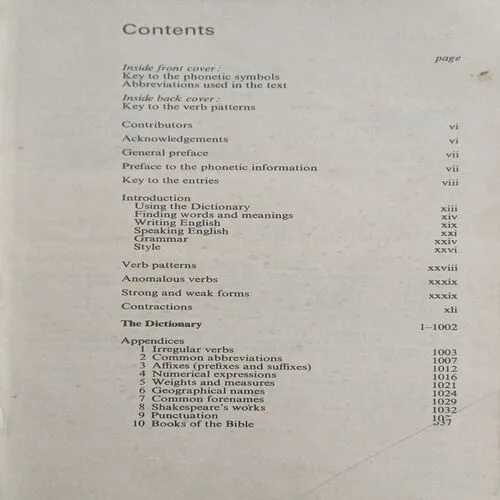 Contents
page
Inside front cover:
Key to the phonetic symbols
Abbreviations used in the text
Inside back cover:
Key to the verb patterns
Contributors vi
Acknowledgements vi
General preface vii
Preface to the phonetic information vii
Key to the entries viii
Introduction
Using the Dictionary xiii
Finding words and meanings xiv
Writing English xix
Speaking English xxi
Grammar xxiv
Style xxvi
Verb patterns xxviii
Anomalous verbs xxxix
Strong and weak forms xxxix
Contractions xli
The Dictionary 1–1002
Appendices
1 Irregular verbs 1003
2 Common abbreviations 1007
3 Affixes (prefixes and suffixes) 1012
4 Numerical expressions 1016
5 Weights and measures 1021
6 Geographical names 1024
7 Common forenames 1029
8 Shakespeare's works 1032
9 Punctuation
10 Books of the Bible